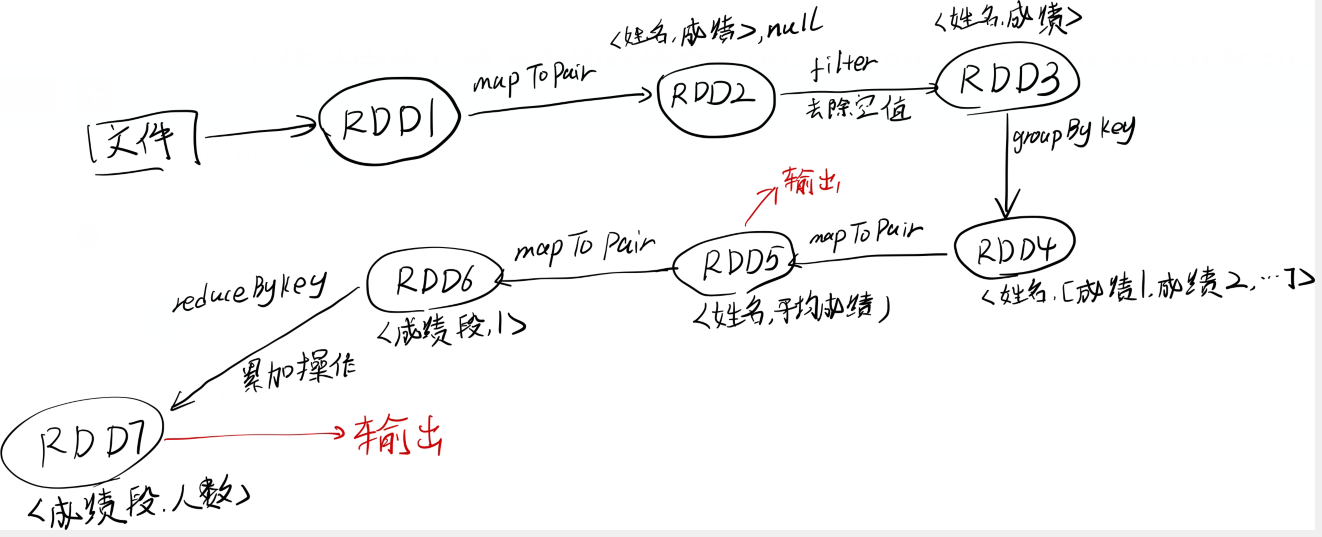 <姓名,成绩>,null
<姓名,成绩>
文件
RDD1
mapToPair
RDD2
filter
去除空值
RDD3
groupByKey
RDD4
<姓名,[成绩1,成绩2,…]>
mapToPair
输出
RDD5
<姓名,平均成绩)
mapToPair
RDD6
<成绩段,1>
reduceByKey
累加操作
RDD7
<成绩段,人数>
输出